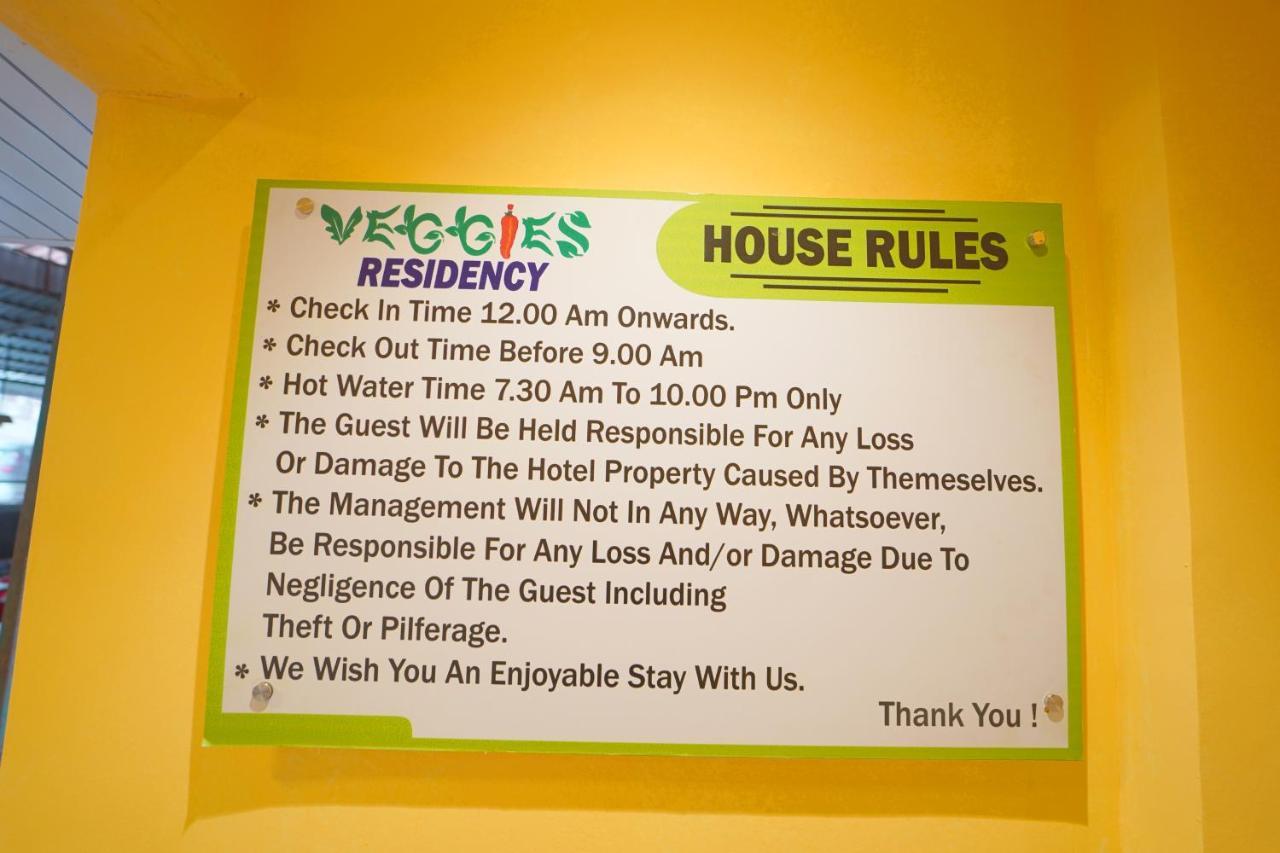 VEGGIES
RESIDENCY
HOUSE RULES
* Check In Time 12.00 Am Onwards.
* Check Out Time Before 9.00 Am
* Hot Water Time 7.30 Am To 10.00 Pm Only
* The Guest Will Be Held Responsible For Any Loss
Or Damage To The Hotel Property Caused By Themeselves.
* The Management Will Not In Any Way, Whatsoever,
Be Responsible For Any Loss And/or Damage Due To
Negligence Of The Guest Including
Theft Or Pilferage.
* We Wish You An Enjoyable Stay With Us.
Thank You !